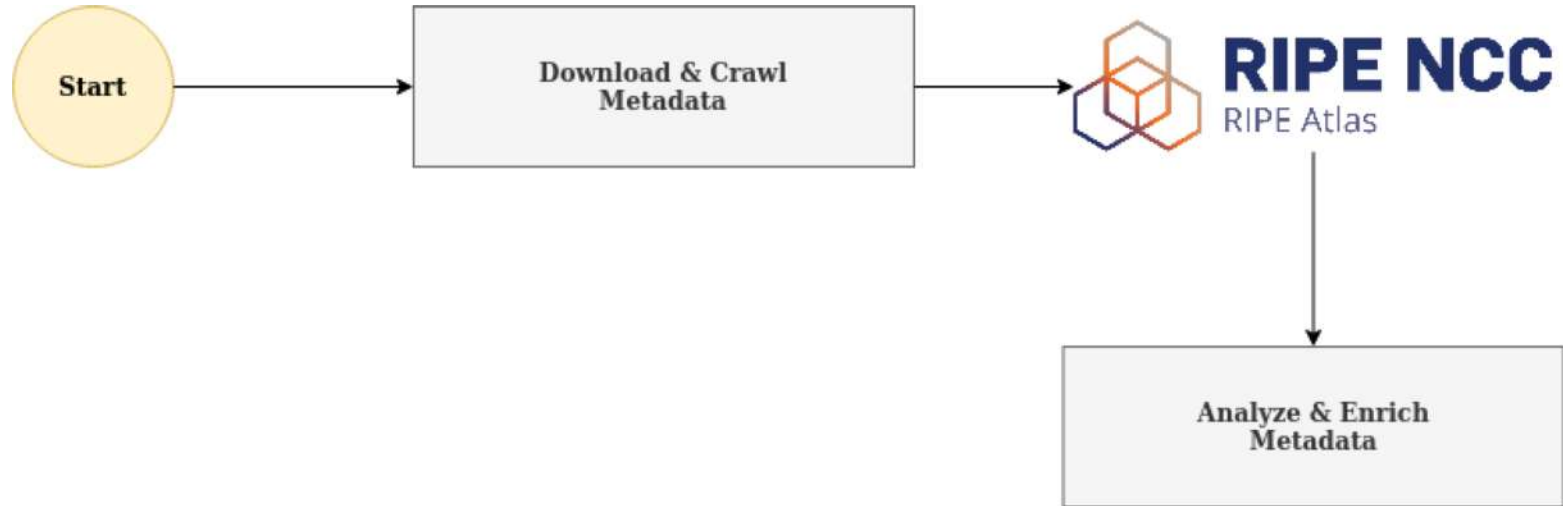 Start
Download & Crawl
Metadata
RIPE NCC
RIPE Atlas
Analyze & Enrich
Metadata